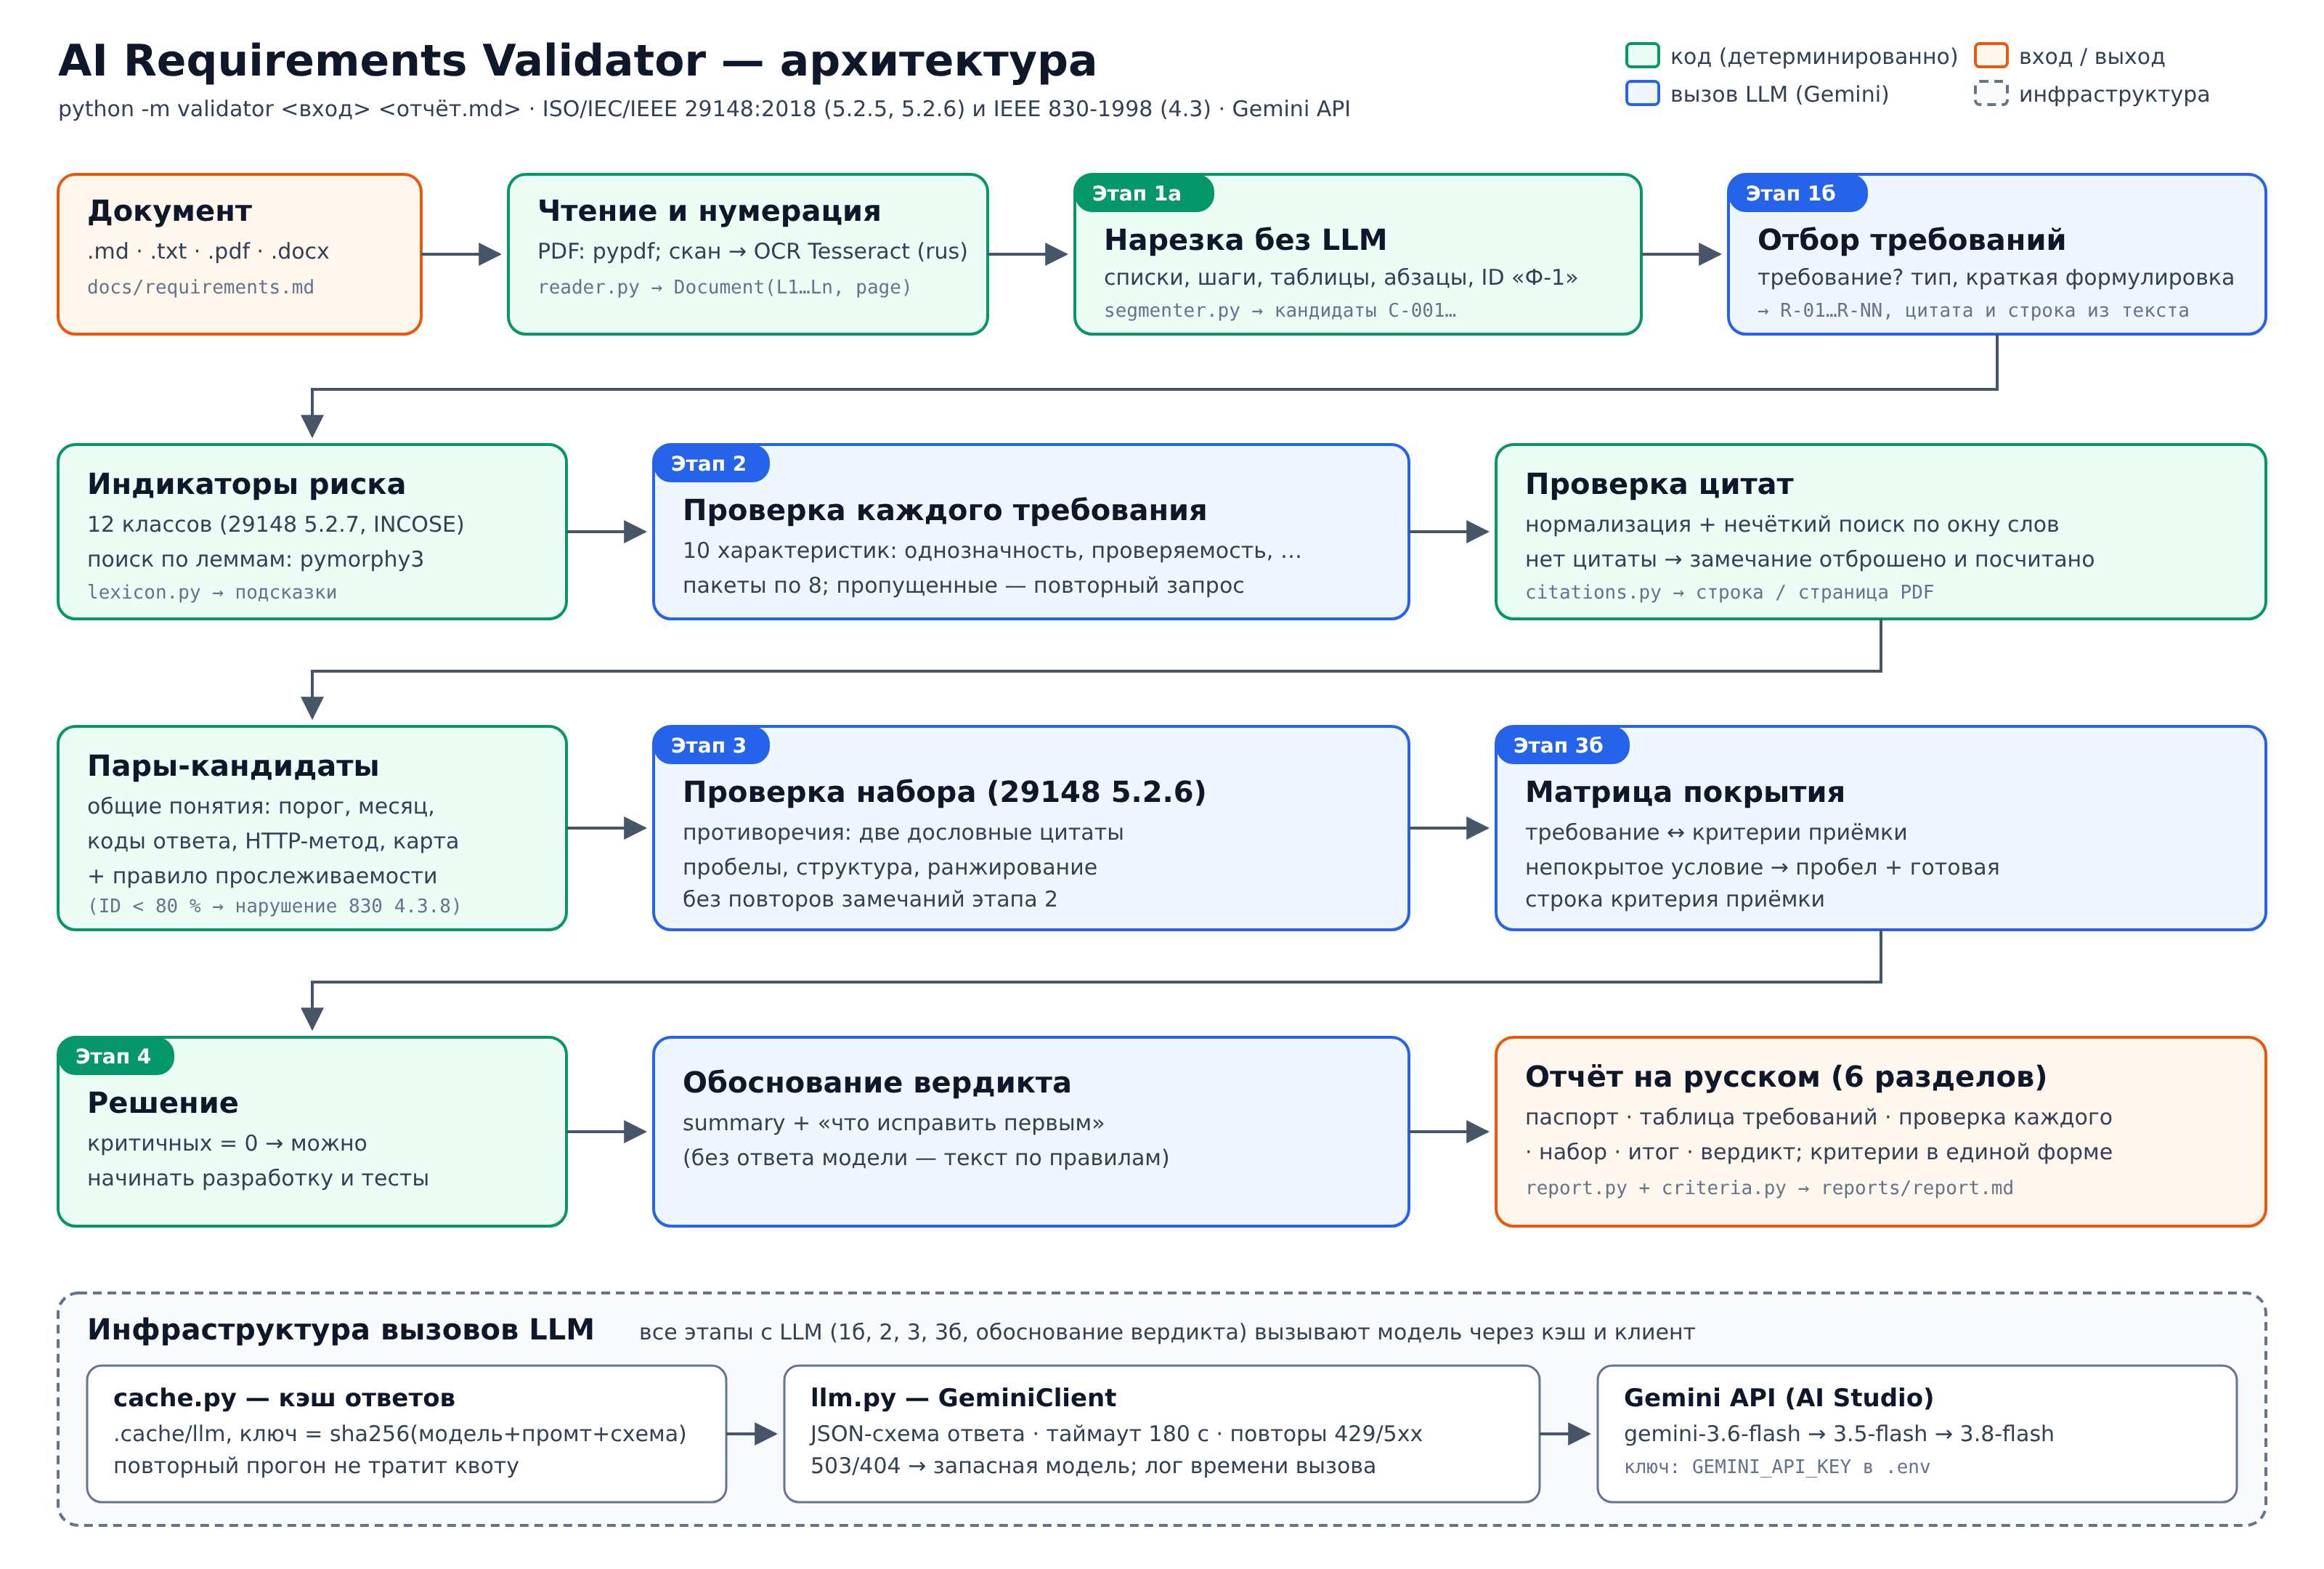 AI Requirements Validator — архитектура
python -m validator <вход> <отчёт.md> · ISO/IEC/IEEE 29148:2018 (5.2.5, 5.2.6) и IEEE 830-1998 (4.3) · Gemini API
код (детерминированно)
вход / выход
вызов LLM (Gemini)
инфраструктура
Документ
.md · .txt · .pdf · .docx
docs/requirements.md
Чтение и нумерация
PDF: pypdf; скан → OCR Tesseract (rus)
reader.py → Document(L1…Ln, page)
Этап 1а
Нарезка без LLM
списки, шаги, таблицы, абзацы, ID «Ф-1»
segmenter.py → кандидаты C-001…
Этап 1б
Отбор требований
требование? тип, краткая формулировка
→ R-01…R-NN, цитата и строка из текста
Индикаторы риска
12 классов (29148 5.2.7, INCOSE)
поиск по леммам: pymorphy3
lexicon.py → подсказки
Этап 2
Проверка каждого требования
10 характеристик: однозначность, проверяемость, …
пакеты по 8; пропущенные — повторный запрос
Проверка цитат
нормализация + нечёткий поиск по окну слов
нет цитаты → замечание отброшено и посчитано
citations.py → строка / страница PDF
Пары-кандидаты
общие понятия: порог, месяц,
коды ответа, HTTP-метод, карта
+ правило прослеживаемости
(ID < 80 % → нарушение 830 4.3.8)
Этап 3
Проверка набора (29148 5.2.6)
противоречия: две дословные цитаты
пробелы, структура, ранжирование
без повторов замечаний этапа 2
Этап 3б
Матрица покрытия
требование ↔ критерии приёмки
непокрытое условие → пробел + готовая
строка критерия приёмки
Этап 4
Решение
критичных = 0 → можно
начинать разработку и тесты
Обоснование вердикта
summary + «что исправить первым»
(без ответа модели — текст по правилам)
Отчёт на русском (6 разделов)
паспорт · таблица требований · проверка каждого
· набор · итог · вердикт; критерии в единой форме
report.py + criteria.py → reports/report.md
Инфраструктура вызовов LLM
все этапы с LLM (1б, 2, 3, 3б, обоснование вердикта) вызывают модель через кэш и клиент
cache.py — кэш ответов
.cache/llm, ключ = sha256(модель+промт+схема)
повторный прогон не тратит квоту
llm.py — GeminiClient
JSON-схема ответа · таймаут 180 с · повторы 429/5xx
503/404 → запасная модель; лог времени вызова
Gemini API (AI Studio)
gemini-3.6-flash → 3.5-flash → 3.8-flash
ключ: GEMINI_API_KEY в .env